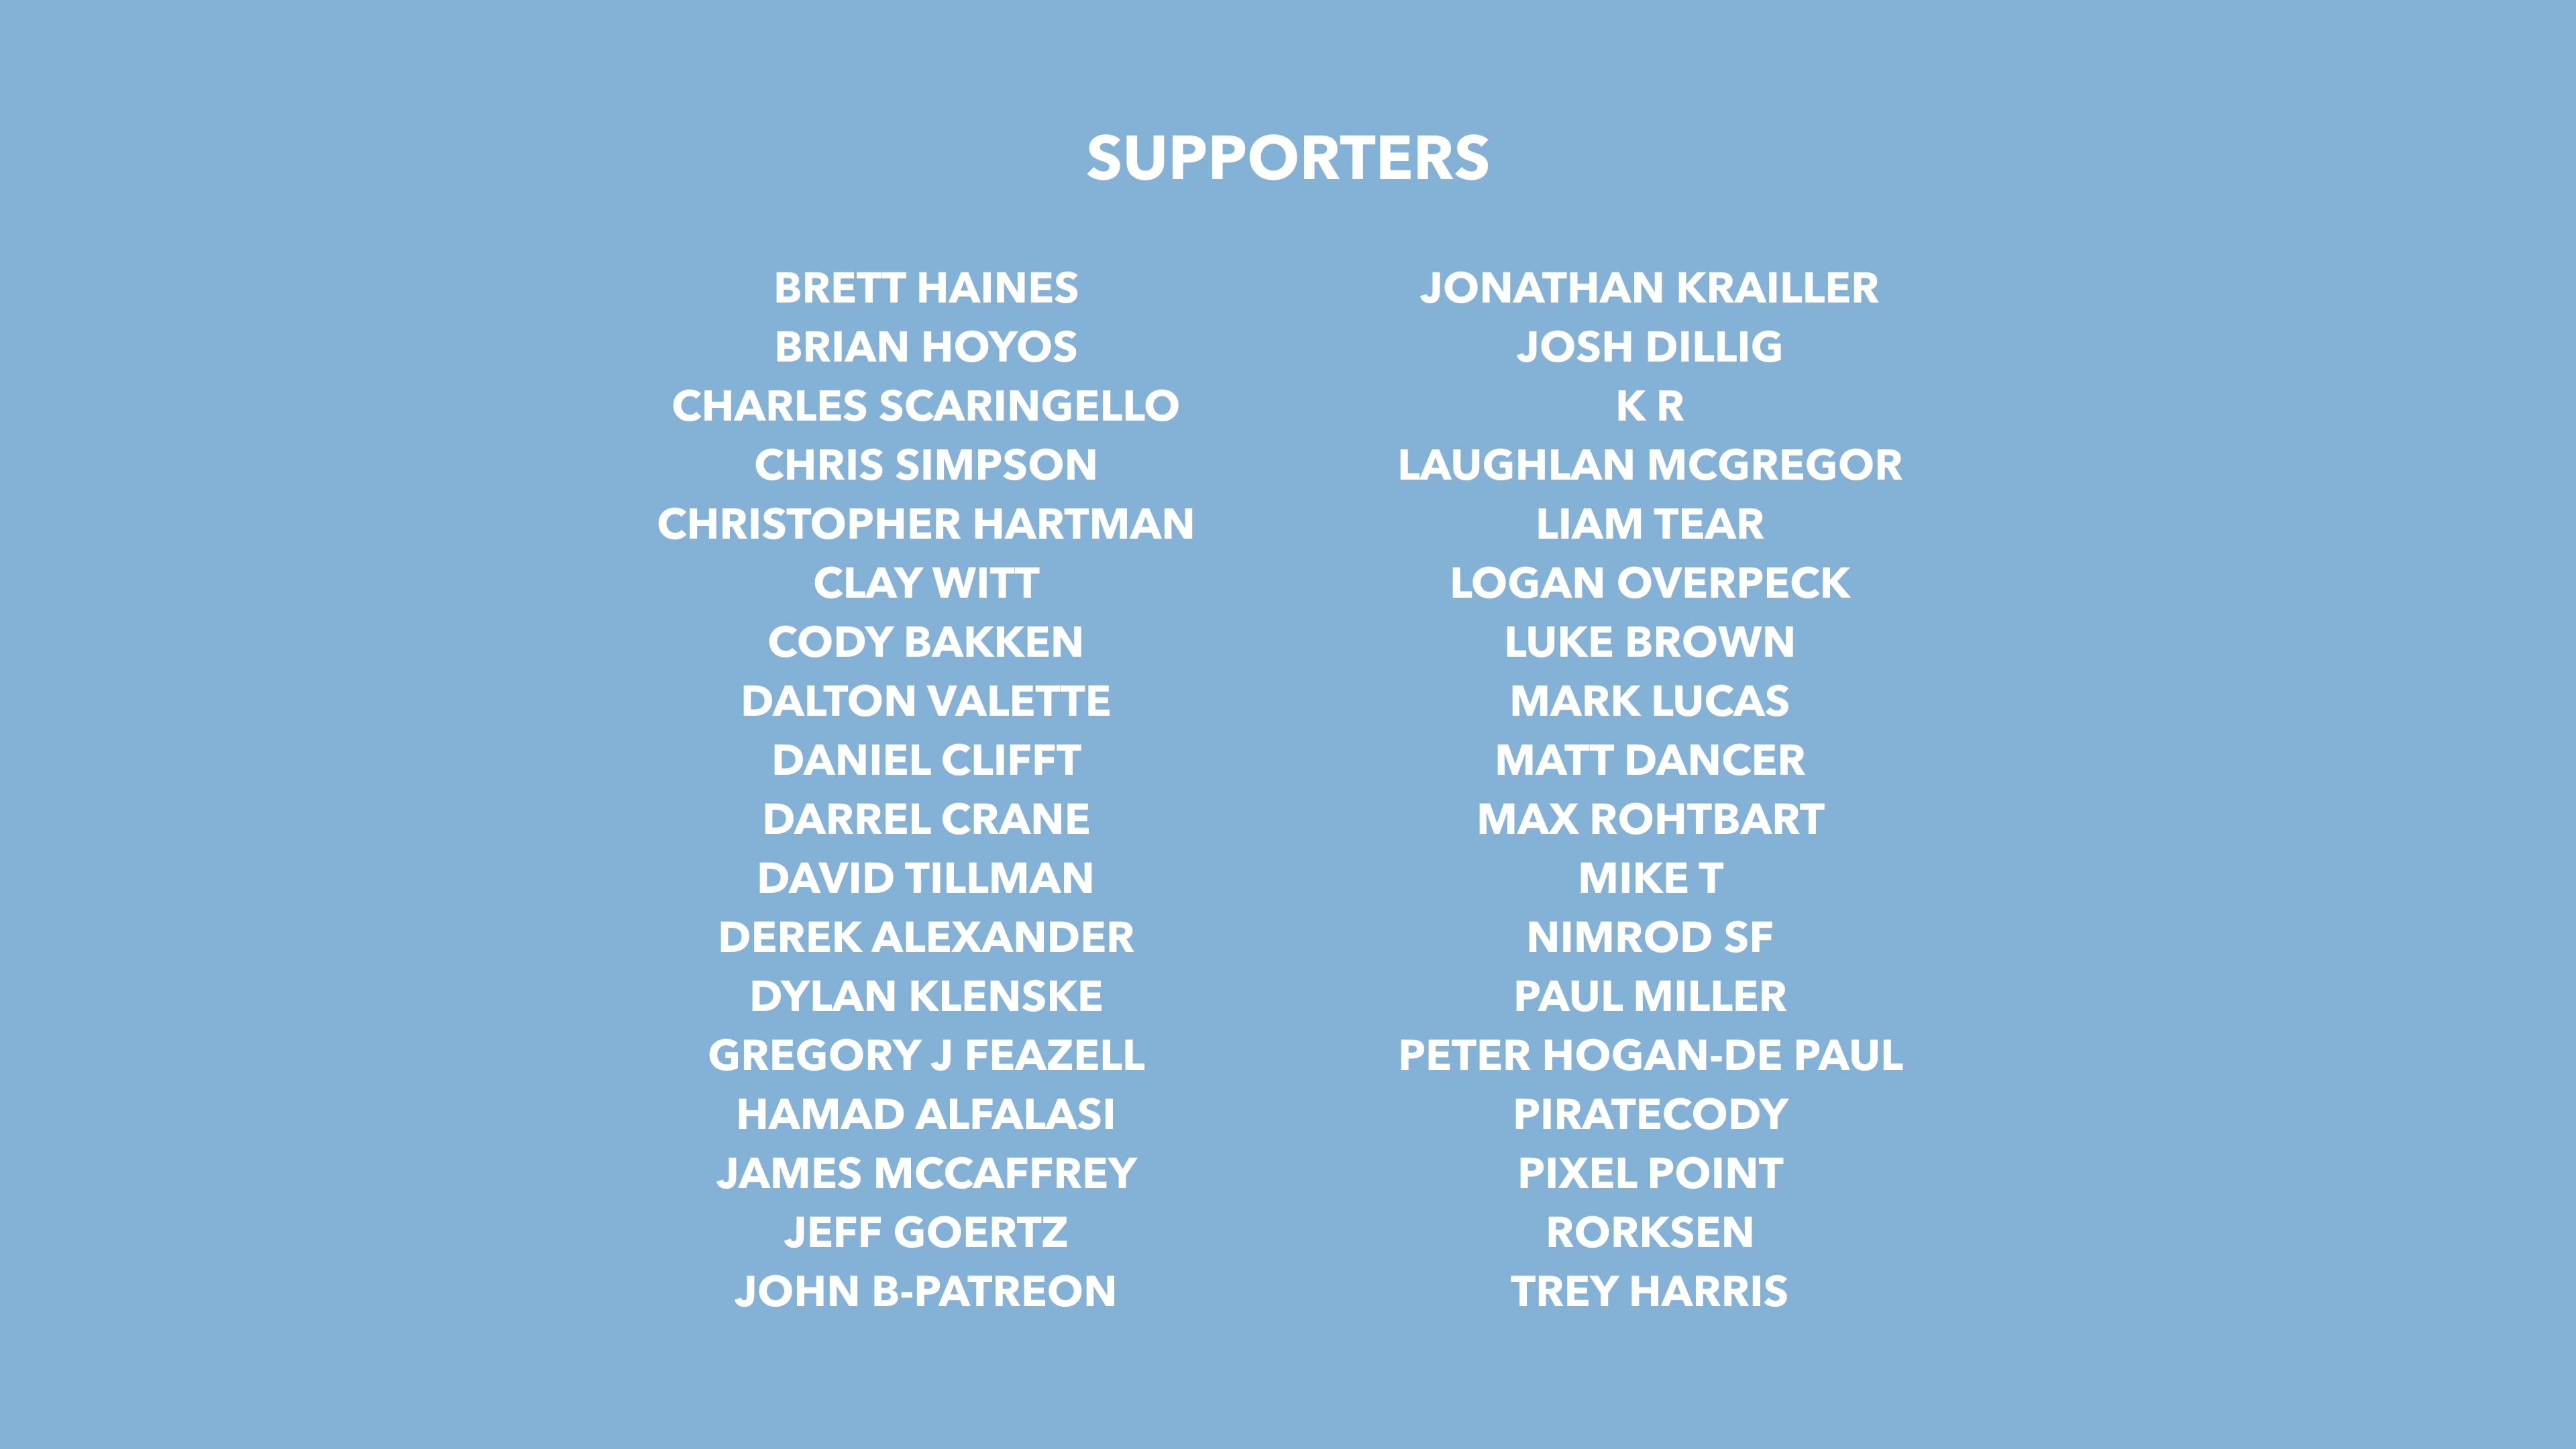 SUPPORTERS
BRETT HAINES
BRIAN HOYOS
CHARLES SCARINGELLO
CHRIS SIMPSON
CHRISTOPHER HARTMAN
CLAY WITT
CODY BAKKEN
DALTON VALETTE
DANIEL CLIFFT
DARREL CRANE
DAVID TILLMAN
DEREK ALEXANDER
DYLAN KLENSKE
GREGORY J FEAZELL
HAMAD ALFALASI
JAMES MCCAFFREY
JEFF GOERTZ
JOHN B-PATREON
JONATHAN KRAILLER
JOSH DILLIG
K R
LAUGHLAN MCGREGOR
LIAM TEAR
LOGAN OVERPECK
LUKE BROWN
MARK LUCAS
MATT DANCER
MAX ROHTBART
MIKE T
NIMROD SF
PAUL MILLER
PETER HOGAN-DE PAUL
PIRATECODY
PIXEL POINT
RORKSEN
TREY HARRIS